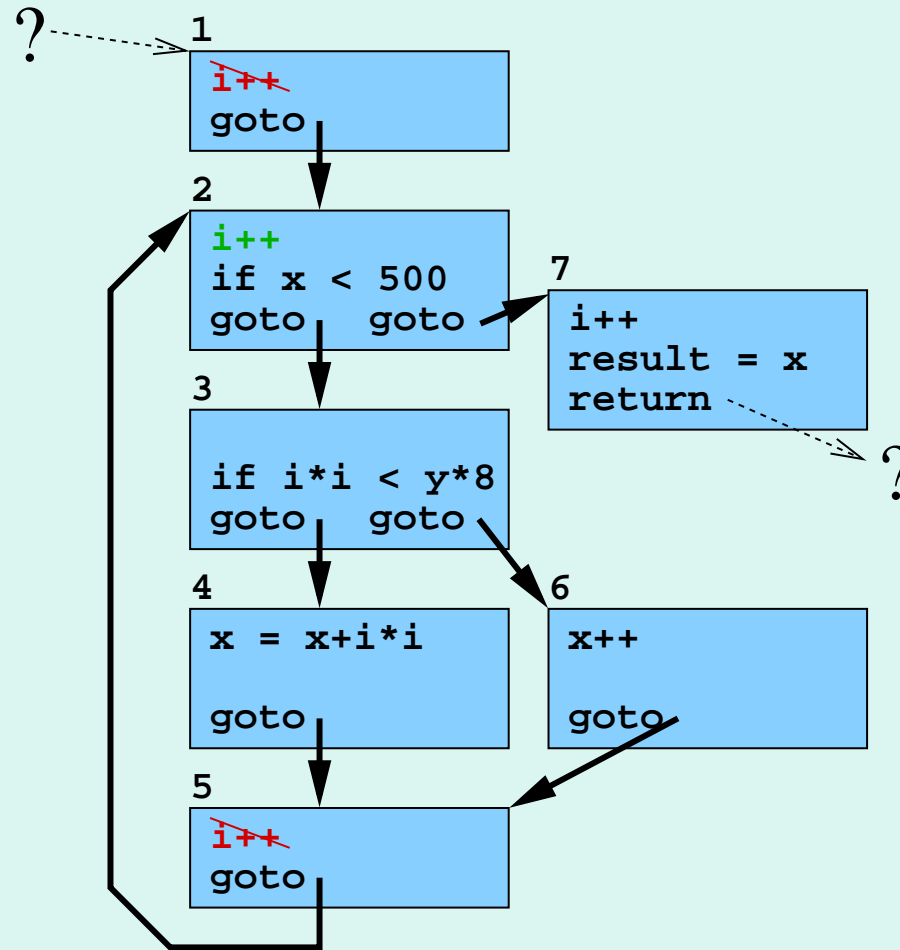 ?
1
i++
goto
2
i++
if x < 500
goto goto
7
i++
result = x
return
?
3
if i*i < y*8
goto goto
4
x = x+i*i
goto
6
x++
goto
5
i++
goto